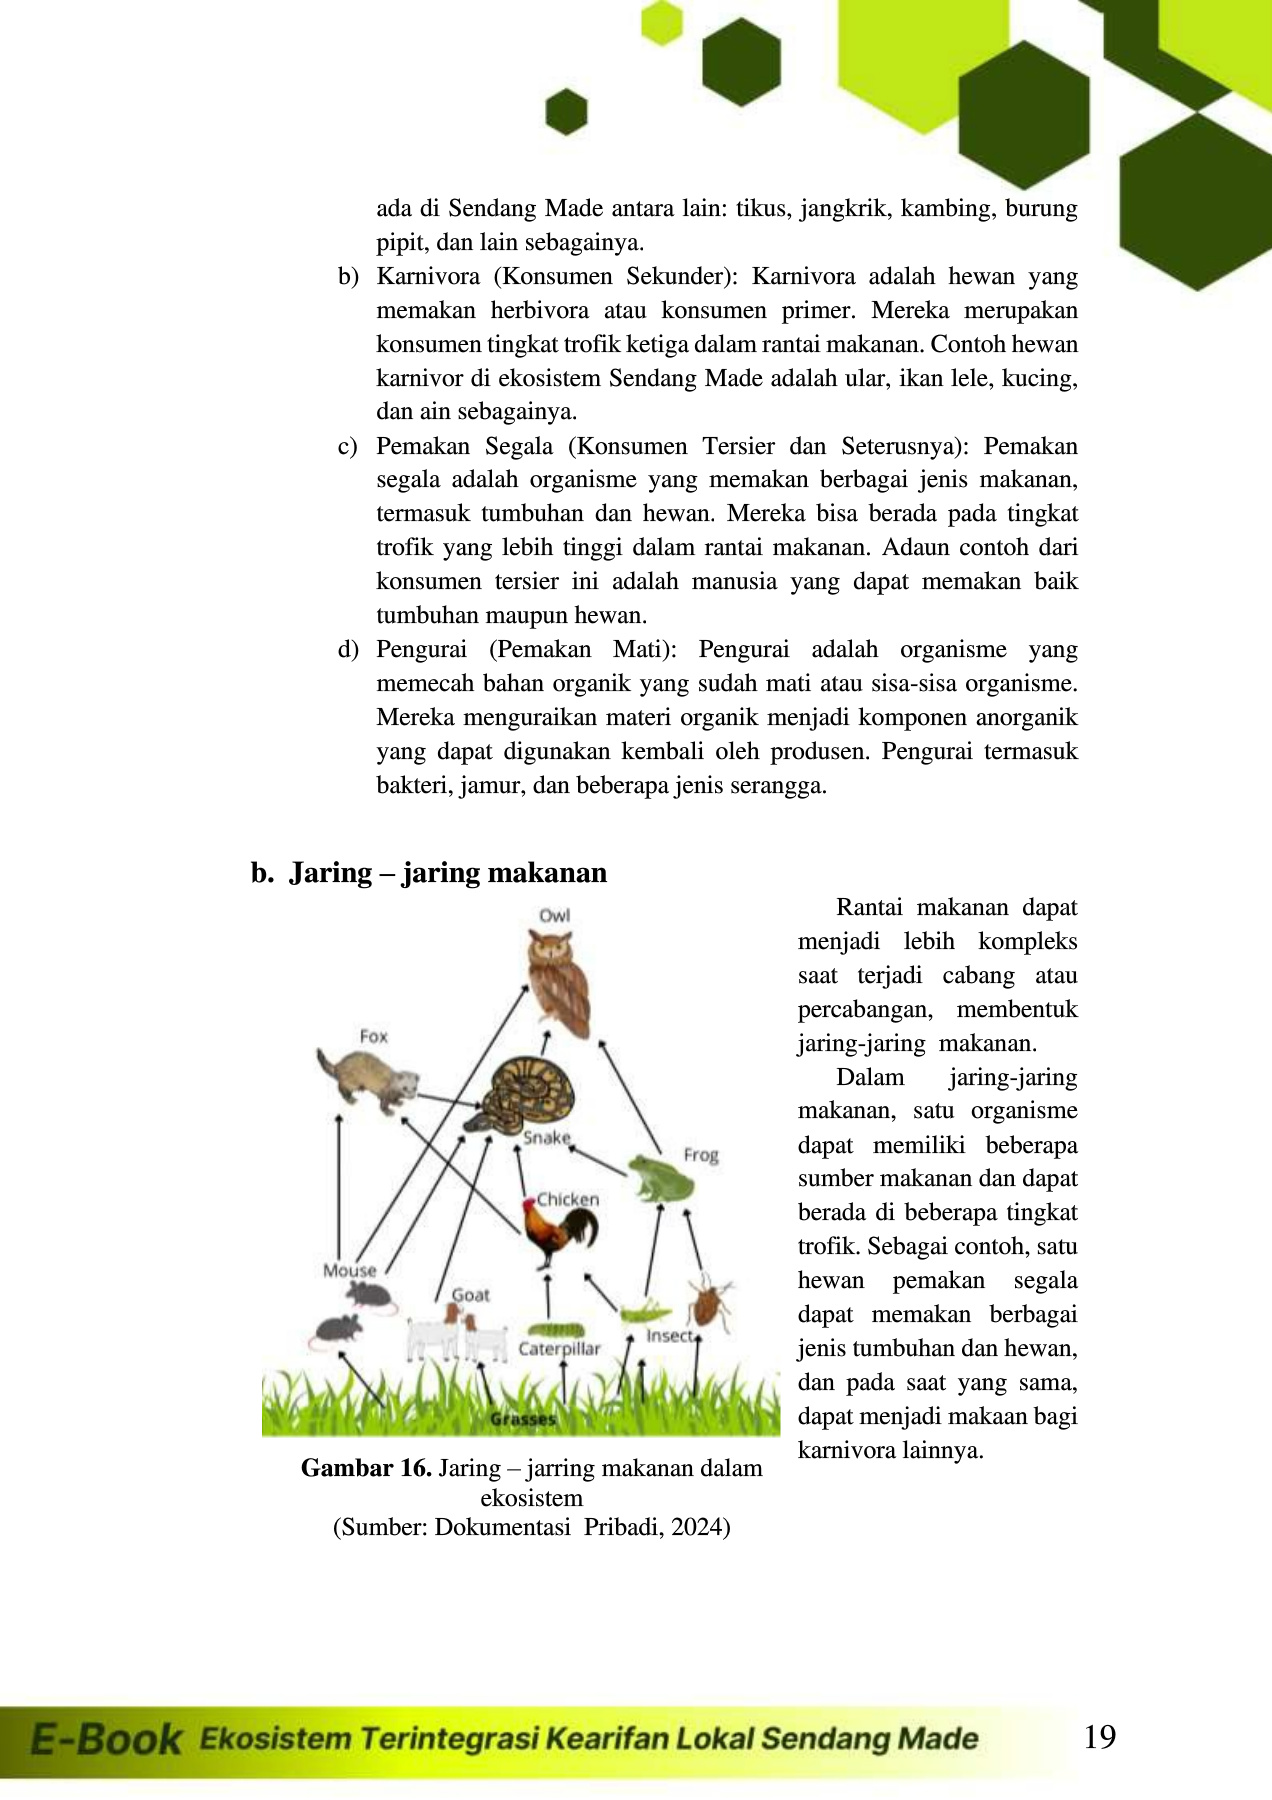 ada di Sendang Made antara lain: tikus, jangkrik, kambing, burung
pipit, dan lain sebagainya.
b) Karnivora (Konsumen Sekunder): Karnivora adalah hewan yang
memakan herbivora atau konsumen primer. Mereka merupakan
konsumen tingkat trofik ketiga dalam rantai makanan. Contoh hewan
karnivor di ekosistem Sendang Made adalah ular, ikan lele, kucing,
dan ain sebagainya.
c) Pemakan Segala (Konsumen Tersier dan Seterusnya): Pemakan
segala adalah organisme yang memakan berbagai jenis makanan,
termasuk tumbuhan dan hewan. Mereka bisa berada pada tingkat
trofik yang lebih tinggi dalam rantai makanan. Adaun contoh dari
konsumen tersier ini adalah manusia yang dapat memakan baik
tumbuhan maupun hewan.
d) Pengurai (Pemakan Mati): Pengurai adalah organisme yang
memecah bahan organik yang sudah mati atau sisa-sisa organisme.
Mereka menguraikan materi organik menjadi komponen anorganik
yang dapat digunakan kembali oleh produsen. Pengurai termasuk
bakteri, jamur, dan beberapa jenis serangga.
b. Jaring – jaring makanan
Owl
Fox
Snake
Frog
Chicken
Mouse
Goat
Insect
Caterpillar
Grasses
Gambar 16. Jaring – jarring makanan dalam
ekosistem
(Sumber: Dokumentasi Pribadi, 2024)
Rantai makanan dapat
menjadi lebih kompleks
saat terjadi cabang atau
percabangan, membentuk
jaring-jaring makanan.
Dalam jaring-jaring
makanan, satu organisme
dapat memiliki beberapa
sumber makanan dan dapat
berada di beberapa tingkat
trofik. Sebagai contoh, satu
hewan pemakan segala
dapat memakan berbagai
jenis tumbuhan dan hewan,
dan pada saat yang sama,
dapat menjadi makaan bagi
karnivora lainnya.
E-Book Ekosistem Terintegrasi Kearifan Lokal Sendang Made 19